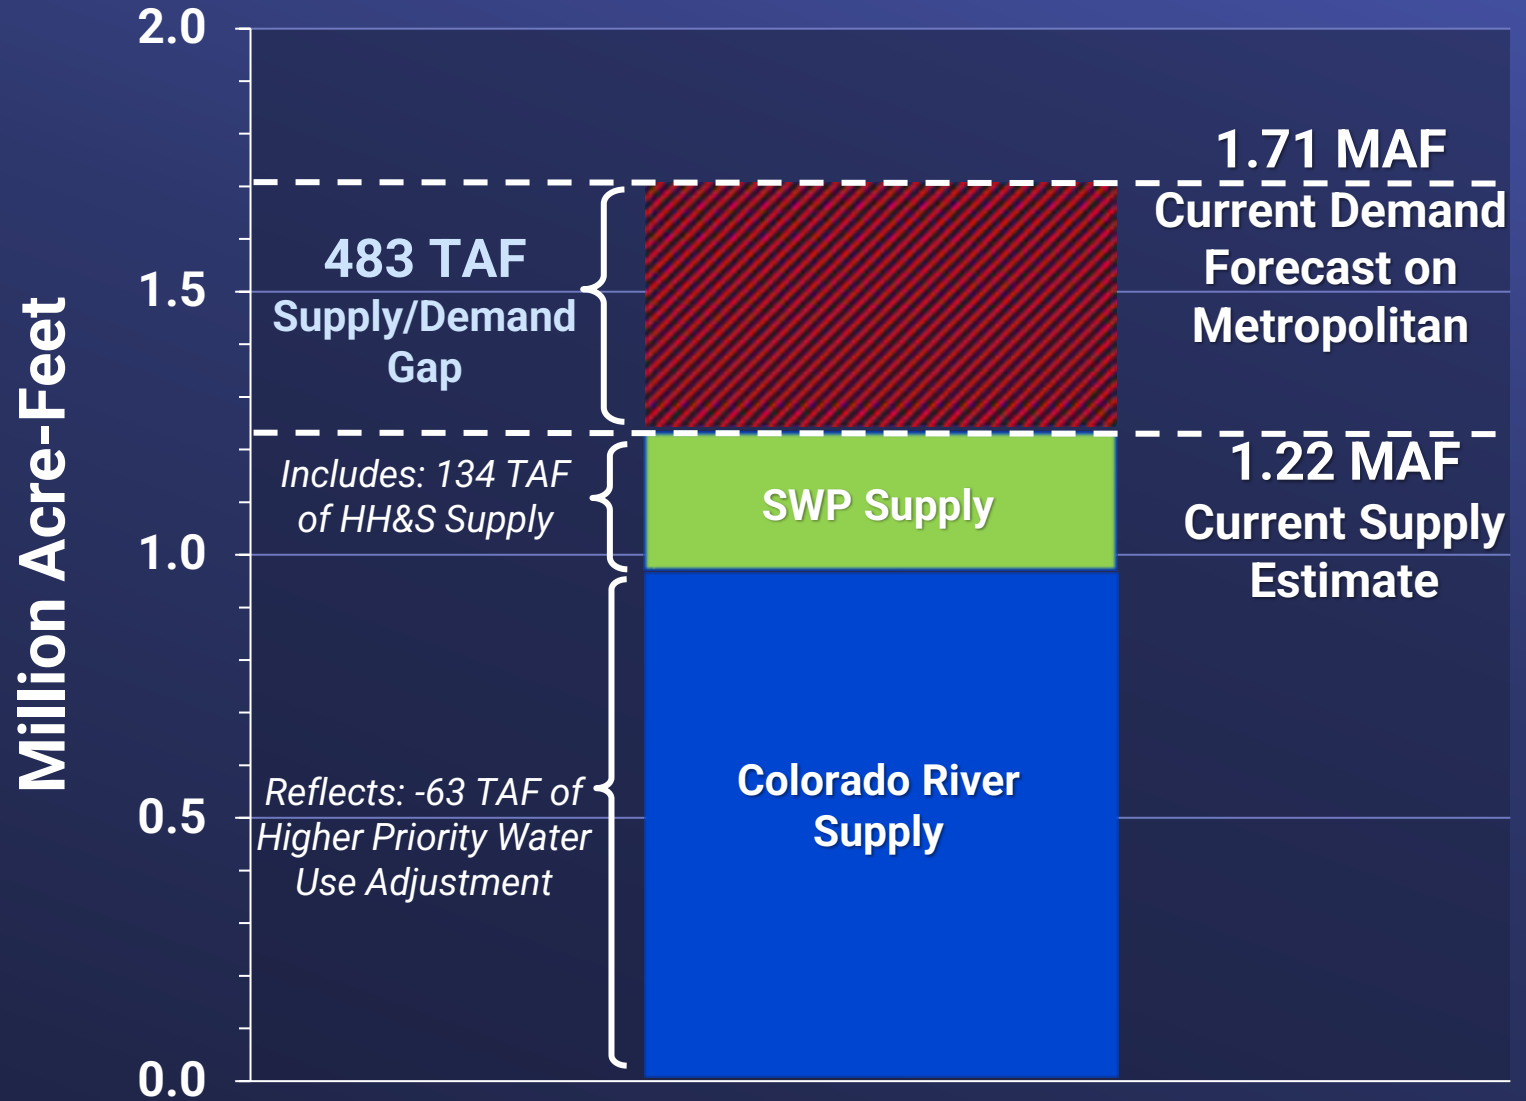 Million Acre-Feet
2.0
1.5
1.0
0.5
0.0
483 TAF
Supply/Demand
Gap
Includes: 134 TAF
of HH&S Supply
Reflects: -63 TAF of
Higher Priority Water
Use Adjustment
SWP Supply
Colorado River
Supply
1.71 MAF
Current Demand
Forecast on
Metropolitan
1.22 MAF
Current Supply
Estimate